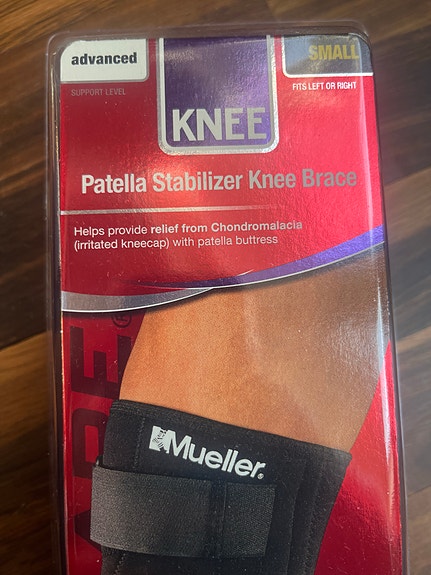 advanced
SUPPORT LEVEL
KNEE
SMALL
FITS LEFT OR RIGHT
Patella Stabilizer Knee Brace
Helps provide relief from Chondromalacia
(irritated kneecap) with patella buttress
Mueller®